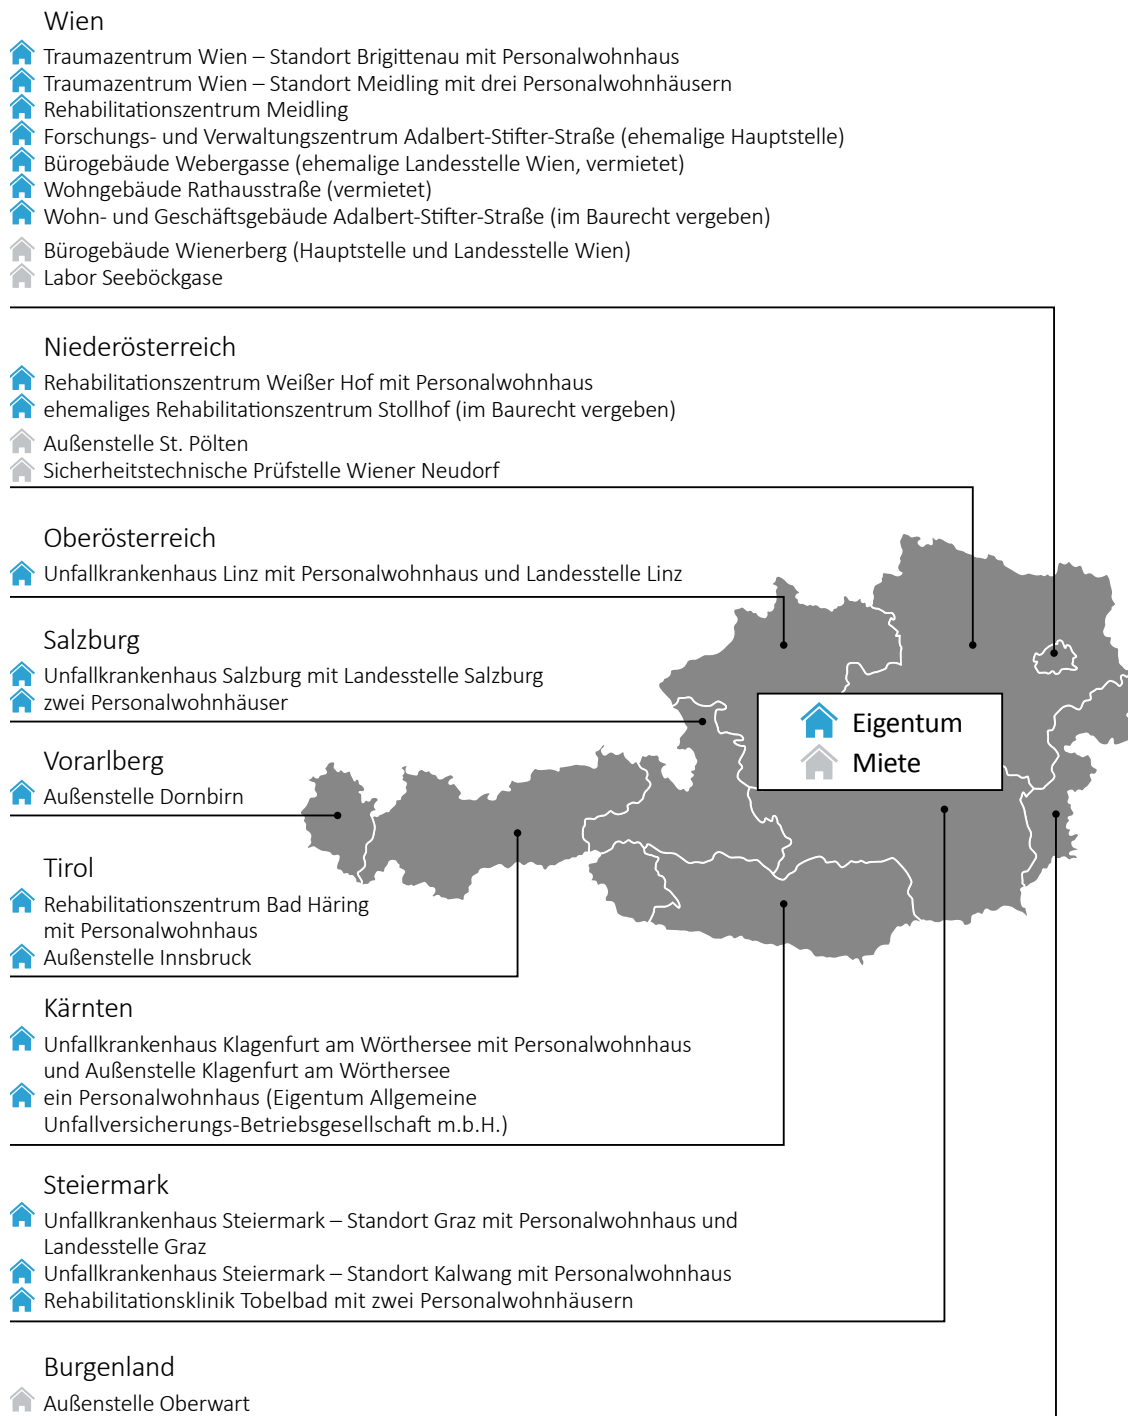 Wien
Traumazentrum Wien – Standort Brigittenau mit Personalwohnhaus
Traumazentrum Wien – Standort Meidling mit drei Personalwohnhäusern
Rehabilitationszentrum Meidling
Forschungs- und Verwaltungszentrum Adalbert-Stifter-Straße (ehemalige Hauptstelle)
Bürogebäude Webergasse (ehemalige Landesstelle Wien, vermietet)
Wohngebäude Rathausstraße (vermietet)
Wohn- und Geschäftsgebäude Adalbert-Stifter-Straße (im Baurecht vergeben)
Bürogebäude Wienerberg (Hauptstelle und Landesstelle Wien)
Labor Seeböckgase
Niederösterreich
Rehabilitationszentrum Weißer Hof mit Personalwohnhaus
ehemaliges Rehabilitationszentrum Stollhof (im Baurecht vergeben)
Außenstelle St. Pölten
Sicherheitstechnische Prüfstelle Wiener Neudorf
Oberösterreich
Unfallkrankenhaus Linz mit Personalwohnhaus und Landesstelle Linz
Salzburg
Unfallkrankenhaus Salzburg mit Landesstelle Salzburg
zwei Personalwohnhäuser
Eigentum
Miete
Vorarlberg
Außenstelle Dornbirn
Tirol
Rehabilitationszentrum Bad Häring
mit Personalwohnhaus
Außenstelle Innsbruck
Kärnten
Unfallkrankenhaus Klagenfurt am Wörthersee mit Personalwohnhaus
und Außenstelle Klagenfurt am Wörthersee
ein Personalwohnhaus (Eigentum Allgemeine
Unfallversicherungs-Betriebsgesellschaft m.b.H.)
Steiermark
Unfallkrankenhaus Steiermark – Standort Graz mit Personalwohnhaus und
Landesstelle Graz
Unfallkrankenhaus Steiermark – Standort Kalwang mit Personalwohnhaus
Rehabilitationsklinik Tobelbad mit zwei Personalwohnhäusern
Burgenland
Außenstelle Oberwart